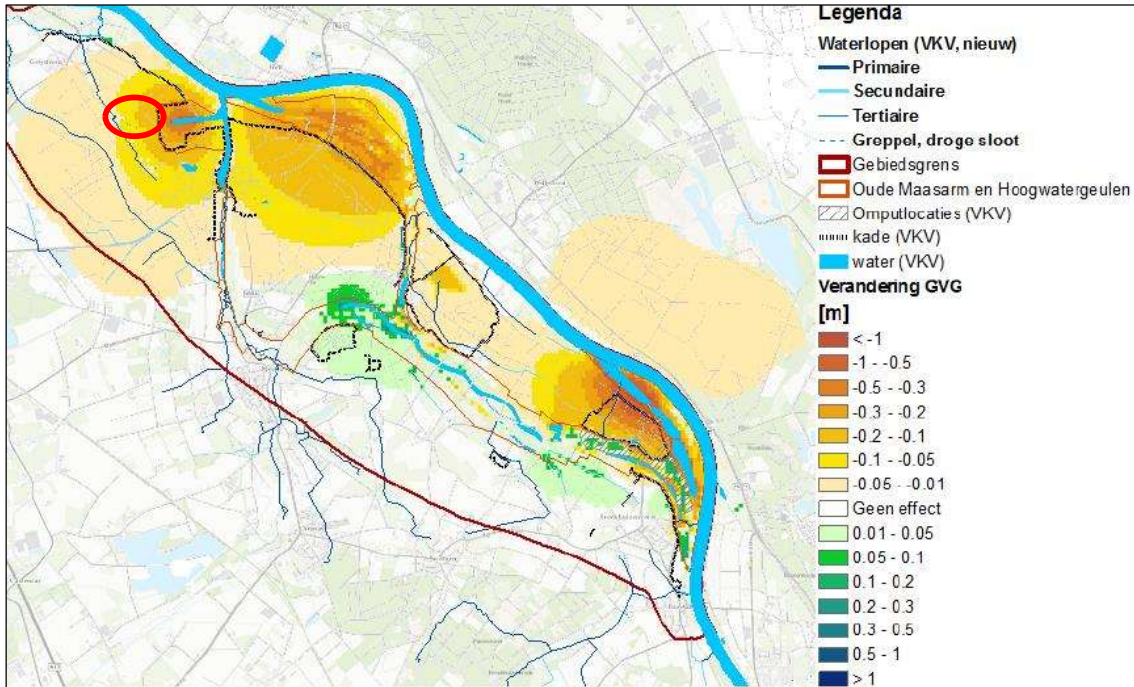 Legenda
Waterlopen (VKV, nieuw)
Primaire
Secundaire
Tertiaire
Greppel, droge sloot
Gebiedsgrens
Oude Maasarm en Hoogwatergeulen
Omputlocaties (VKV)
kade (VKV)
water (VKV)
Verandering GVG
[m]
< -1
-1 - -0.5
-0.5 - -0.3
-0.3 - -0.2
-0.2 - -0.1
-0.1 - -0.05
-0.05 - -0.01
Geen effect
0.01 - 0.05
0.05 - 0.1
0.1 - 0.2
0.2 - 0.3
0.3 - 0.5
0.5 - 1
> 1